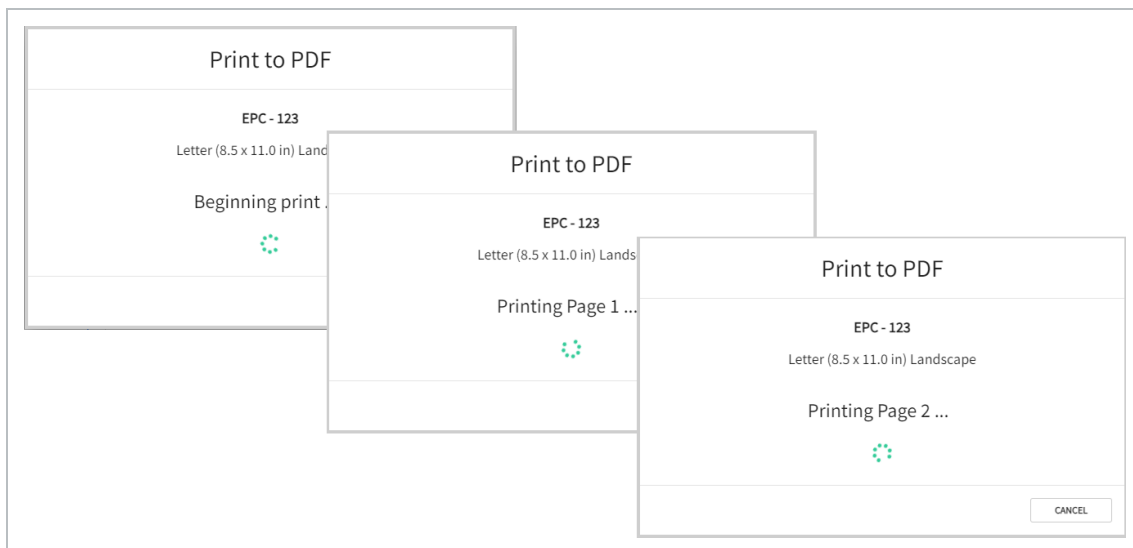 Print to PDF
EPC - 123
Letter (8.5 x 11.0 in) Land
Beginning print .
Print to PDF
EPC - 123
Letter (8.5 x 11.0 in) Lands
Printing Page 1 ...
Print to PDF
EPC - 123
Letter (8.5 x 11.0 in) Landscape
Printing Page 2 ...
CANCEL